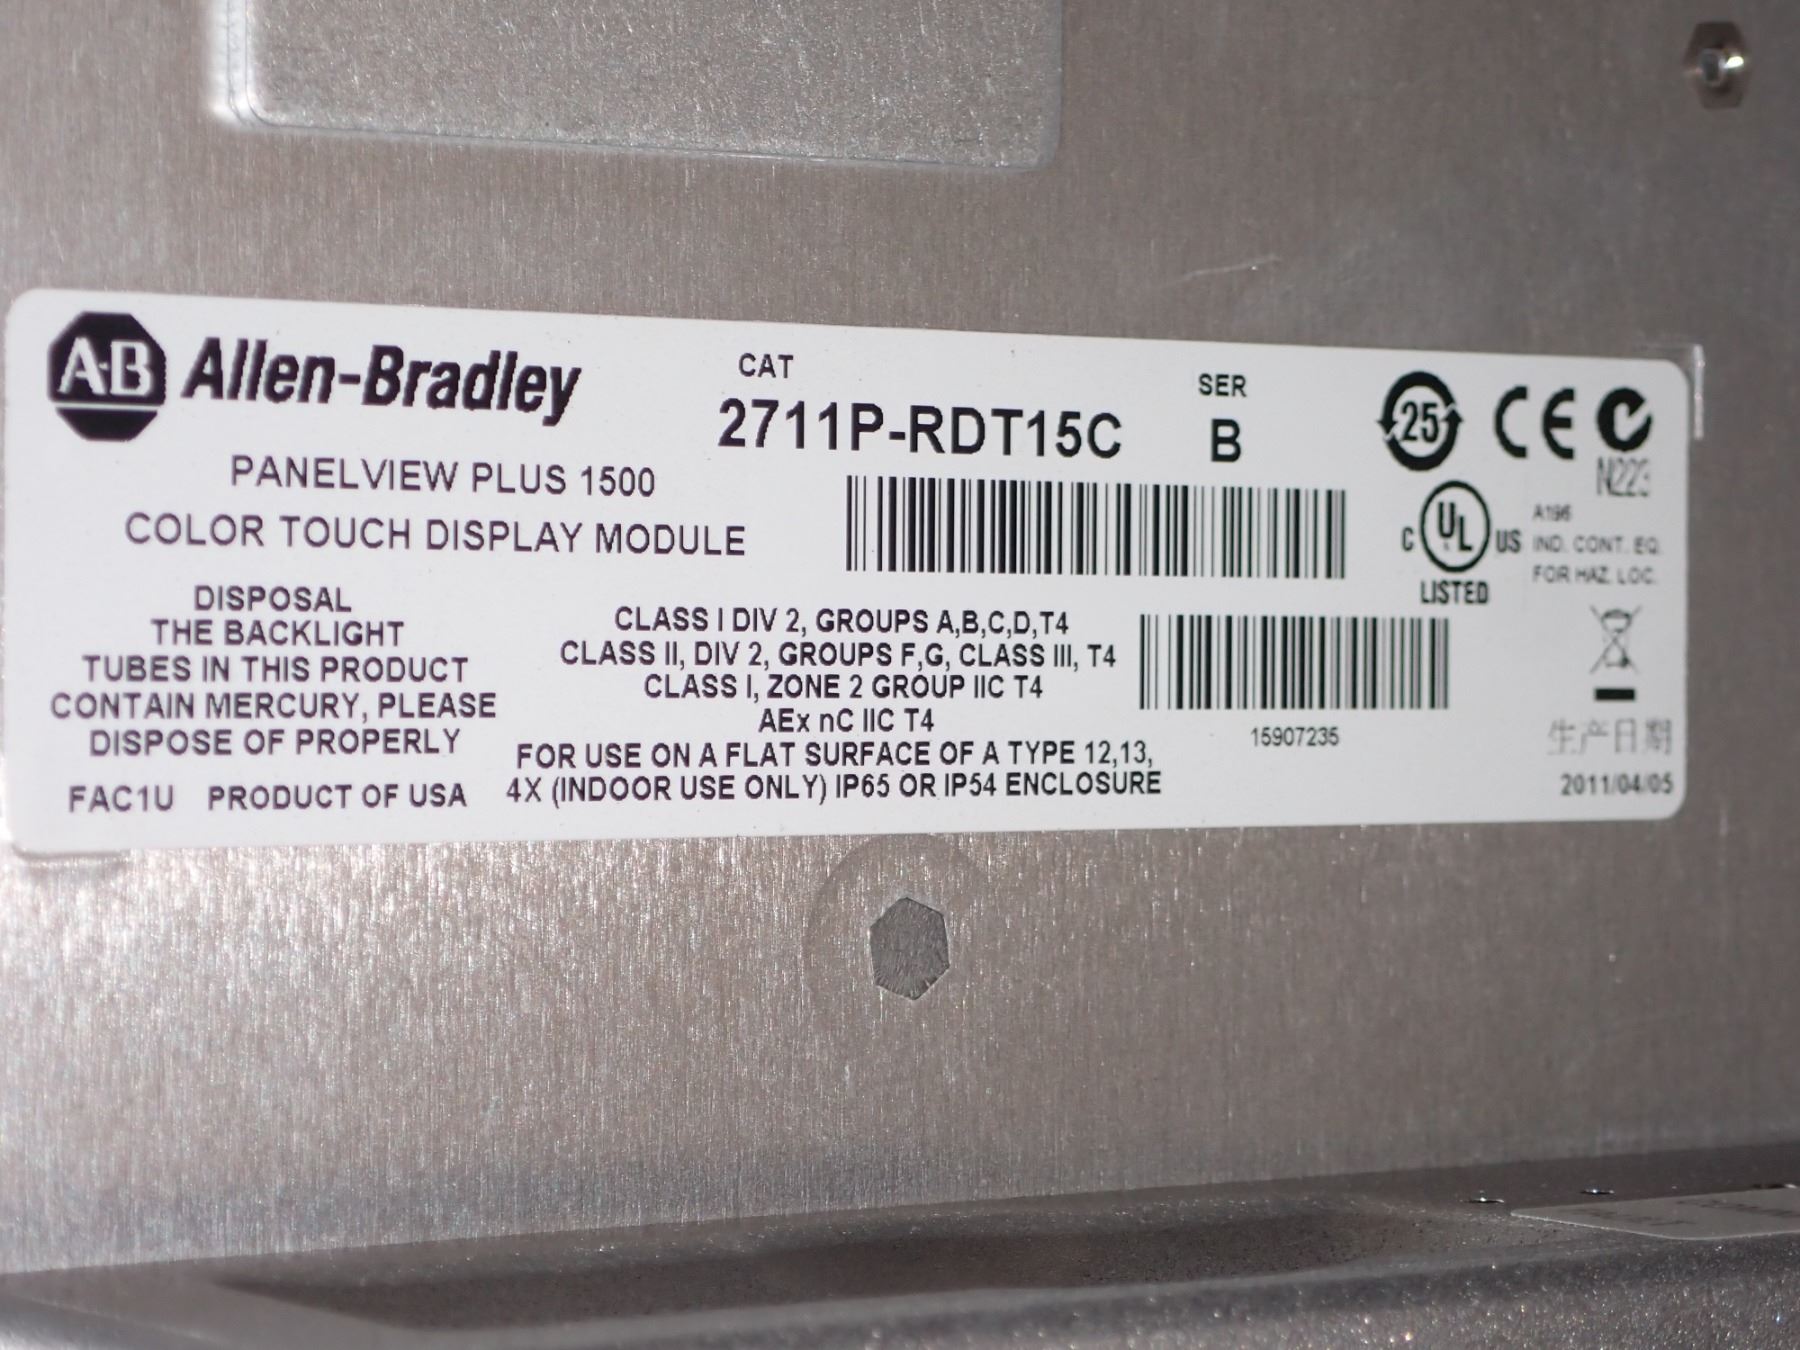 A-B Allen-Bradley
CAT
2711P-RDT15C
SER
B
PANELVIEW PLUS 1500
COLOR TOUCH DISPLAY MODULE
DISPOSAL
THE BACKLIGHT
TUBES IN THIS PRODUCT
CONTAIN MERCURY, PLEASE
DISPOSE OF PROPERLY
FAC1U PRODUCT OF USA
CLASS I DIV 2, GROUPS A,B,C,D,T4
CLASS II, DIV 2, GROUPS F,G, CLASS III, T4
CLASS I, ZONE 2 GROUP IIC T4
AEx nC IIC T4
FOR USE ON A FLAT SURFACE OF A TYPE 12,13,
4X (INDOOR USE ONLY) IP65 OR IP54 ENCLOSURE
15907235
25
CE
N223
C UL US
LISTED
A196
IND. CONT. EQ.
FOR HAZ. LOC.
生产日期
2011/04/05